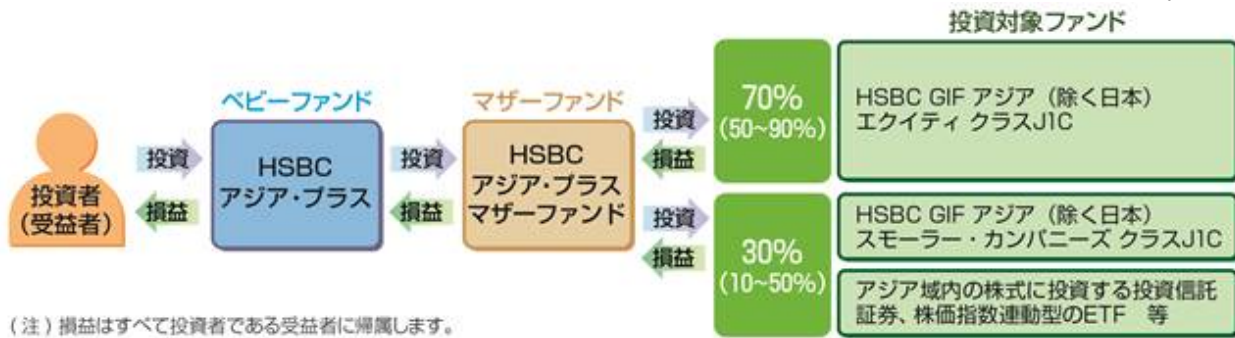 投資対象ファンド
ベビーファンド
マザーファンド
投資者
(受益者)
投資
損益
HSBC
アジア・プラス
投資
損益
HSBC
アジア・プラス
マザーファンド
投資
損益
70%
(50~90%)
HSBC GIF アジア（除く日本）
エクイティ クラスJ1C
投資
損益
30%
(10~50%)
HSBC GIF アジア（除く日本）
スモーラー・カンパニーズ クラスJ1C
アジア域内の株式に投資する投資信託
証券、株価指数連動型のETF　等
(注)損益はすべて投資者である受益者に帰属します。